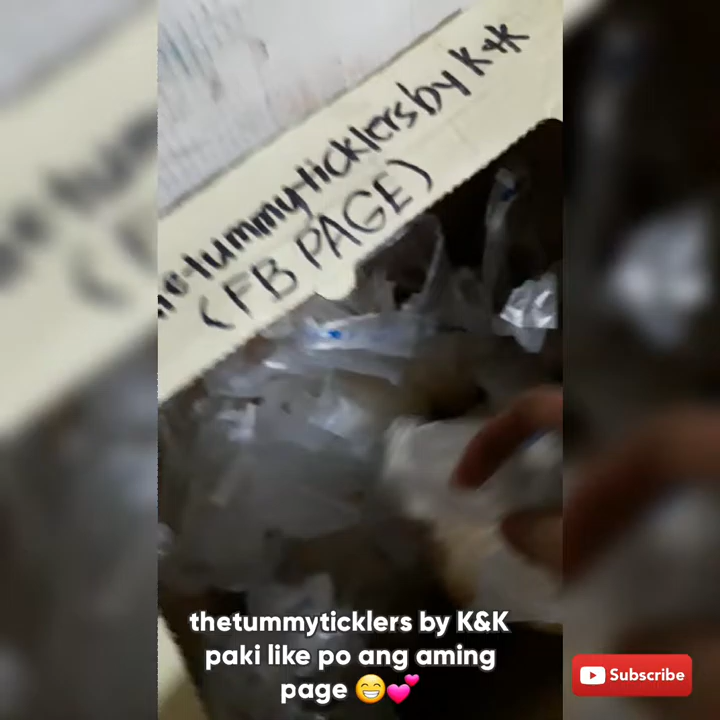 thetummyticklers by K&K
(FB PAGE)
thetummyticklers by K&K
paki like po ang aming
page 😁💕
Subscribe